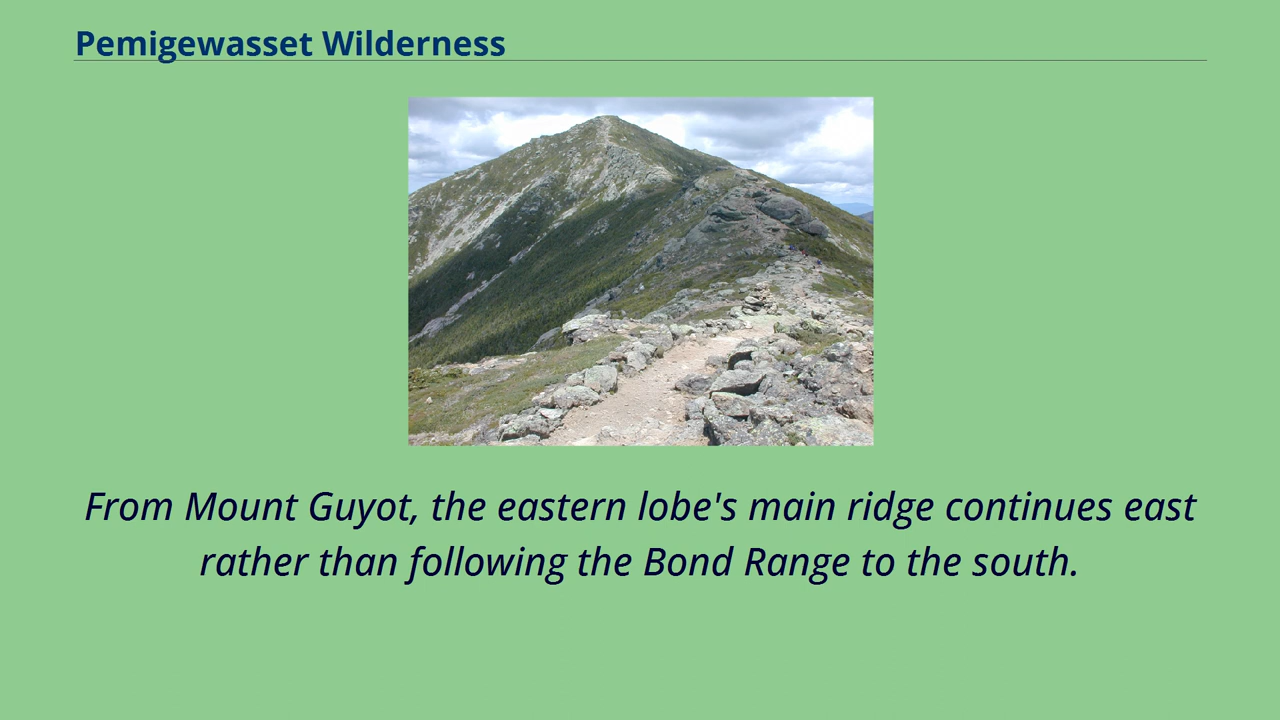 Pemigewasset Wilderness
From Mount Guyot, the eastern lobe's main ridge continues east
rather than following the Bond Range to the south.